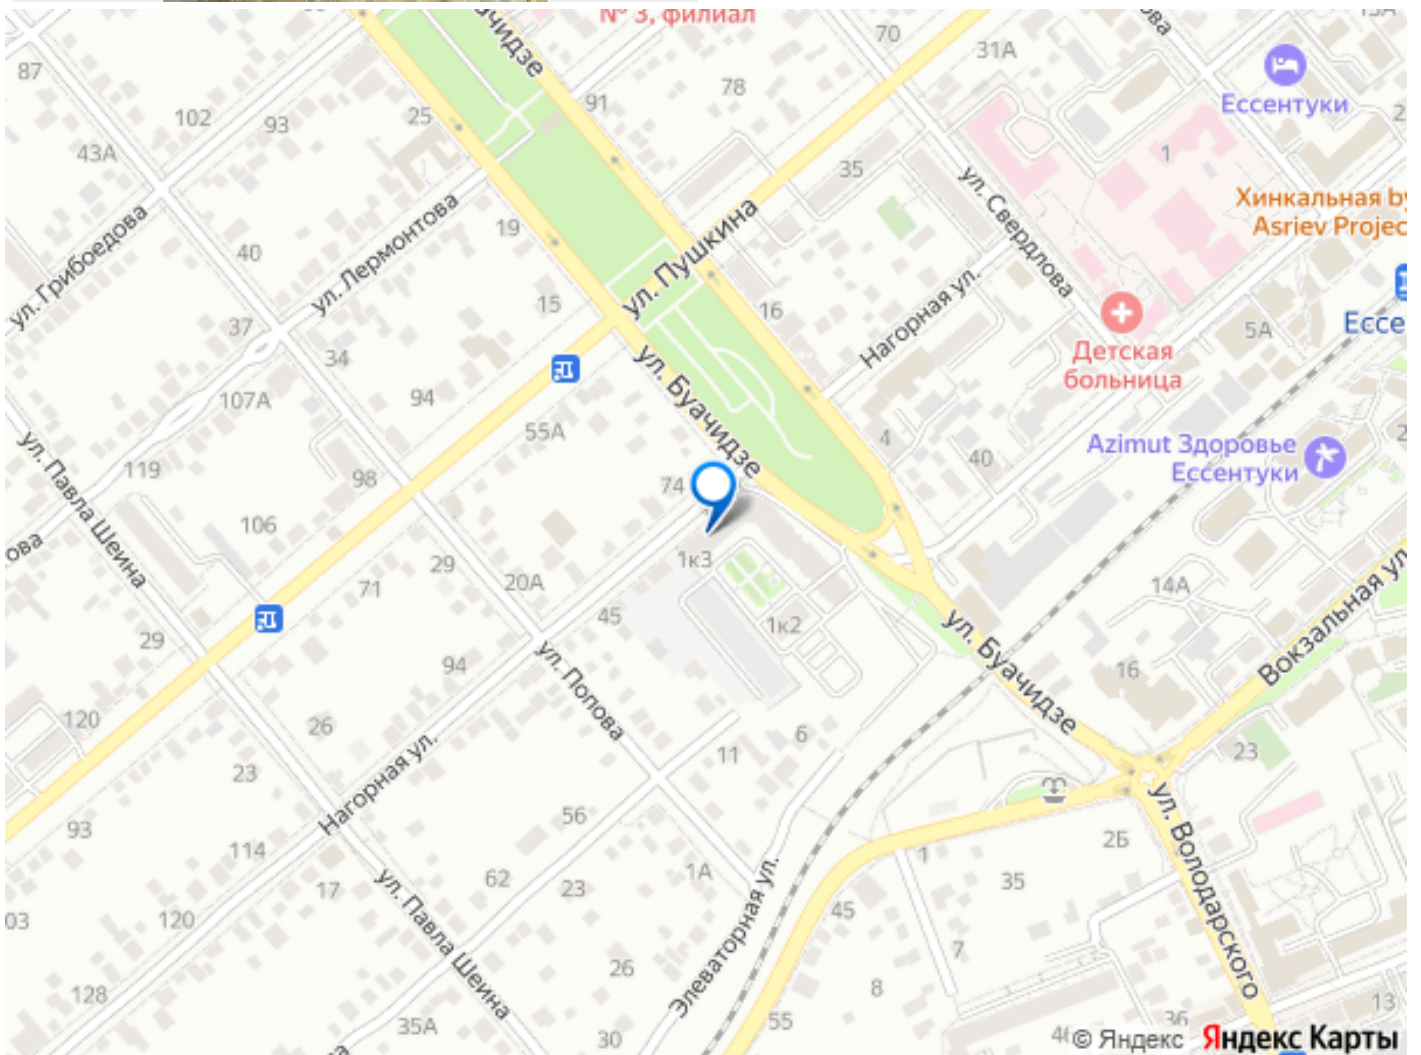 № 3, филиал
70
31А
87
78
91
Ессентуки
102
93
25
43А
35
1
ул. Свердлова
Хинкальная by
Asriev Projec
ул. Грибоедова
ул. Лермонтова
19
40
ул. Пушкина
15
16
Нагорная ул.
37
34
5А
Ессе
Детская
больница
107А
94
55А
ул. Буачидзе
4
40
Azimut Здоровье
Ессентуки
ул. Павла Шеина
119
98
74
106
1к3
29
20А
71
45
1к2
14А
Вокзальная ул.
29
94
ул. Попова
ул. Буачидзе
16
120
26
11
6
23
23
Нагорная ул.
93
56
114
2Б
ул. Володарского
17
62
23
1А
1
35
120
ул. Павла Шеина
Элеваторная ул.
45
7
26
8
128
35А
30
55
36
13
© Яндекс Яндекс Карты